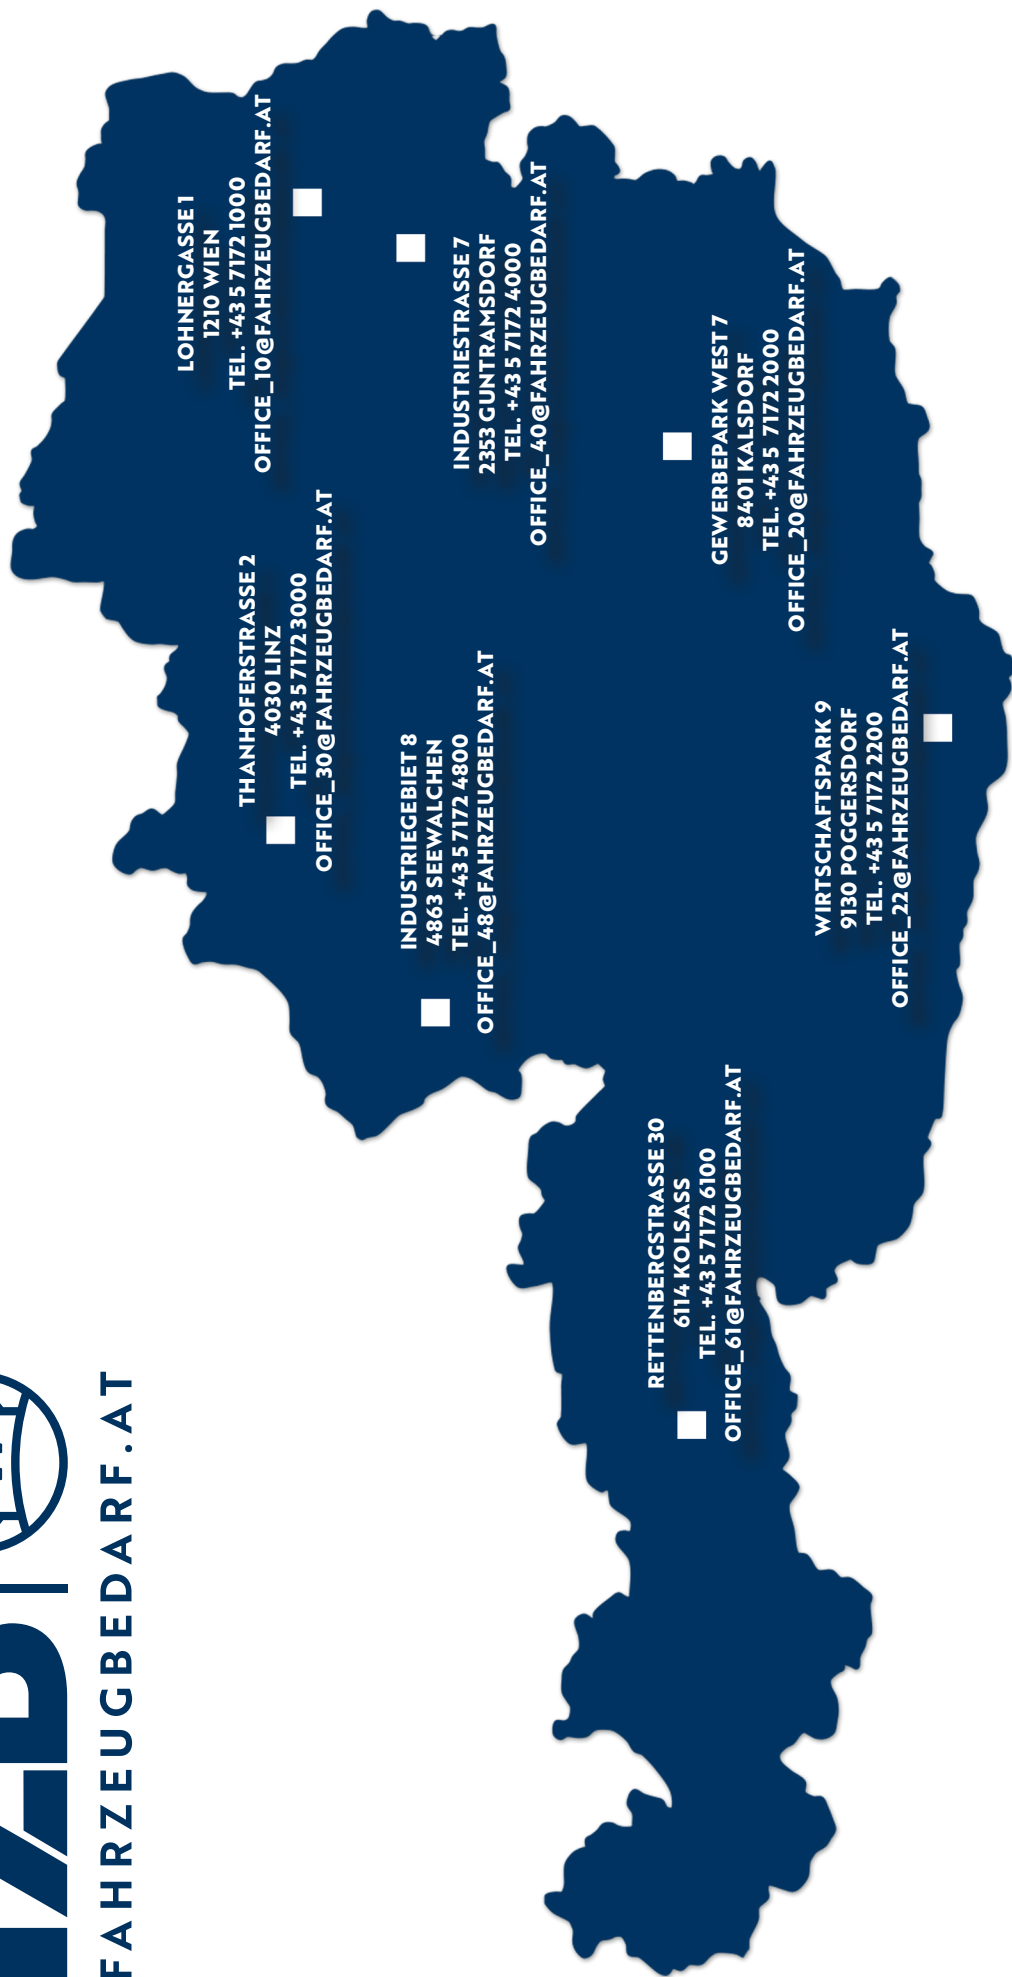 LOHNERGASSE 1
1210 WIEN
TEL. +43 5 7172 1000
OFFICE_10@FAHRZEUGBEDARF.AT
INDUSTRIESTRASSE 7
2353 GUNTRAMSDORF
TEL. +43 5 7172 4000
OFFICE_40@FAHRZEUGBEDARF.AT
THANHOFERSTRASSE 2
4030 LINZ
TEL. +43 5 7172 3000
OFFICE_30@FAHRZEUGBEDARF.AT
INDUSTRIEGEBIET 8
4863 SEEWALCHEN
TEL. +43 5 7172 4800
OFFICE_48@FAHRZEUGBEDARF.AT
GEWERBEPARK WEST 7
8401 KALSDORF
TEL. +43 5 7172 2000
OFFICE_20@FAHRZEUGBEDARF.AT
WIRTSCHAFTSPARK 9
9130 POGGERSDORF
TEL. +43 5 7172 2200
OFFICE_22@FAHRZEUGBEDARF.AT
RETTENBERGSTRASSE 30
6114 KOLSASS
TEL. +43 5 7172 6100
OFFICE_61@FAHRZEUGBEDARF.AT
FAHRZEUGBEDARF.AT